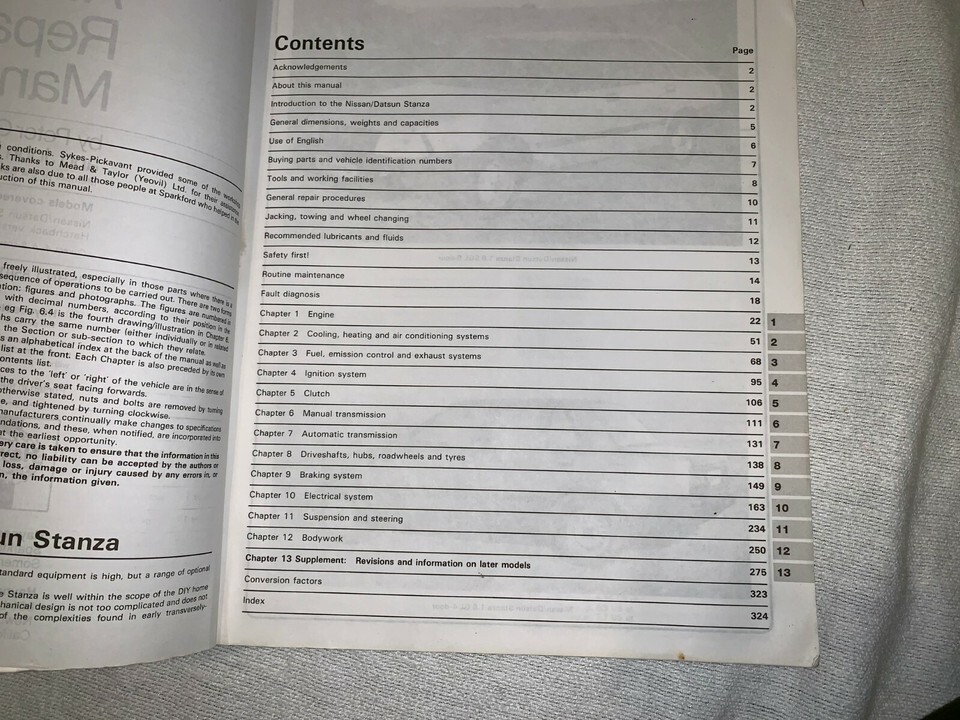 conditions. Sykes-Pickavant provided some of the workshop
Thanks to Mead & Taylor (Yeovil) Ltd. for their assistance
ks are also due to all those people at Sparkford who helped in the
uction of this manual.
freely illustrated, especially in those parts where there is a
sequence of operations to be carried out. There are two forms
tion: figures and photographs. The figures are numbered in
with decimal numbers, according to their position in the
eg Fig. 6.4 is the fourth drawing/illustration in Chapter 6.
hs carry the same number (either individually or in related
the Section or sub-section to which they relate.
s an alphabetical index at the back of the manual as well as
list at the front. Each Chapter is also preceded by its own
ontents list.
ces to the 'left' or 'right' of the vehicle are in the sense of
the driver's seat facing forwards.
otherwise stated, nuts and bolts are removed by turning
e, and tightened by turning clockwise.
manufacturers continually make changes to specifications
ndations, and these, when notified, are incorporated into
at the earliest opportunity.
ery care is taken to ensure that the information in this
rrect, no liability can be accepted by the authors or
loss, damage or injury caused by any errors in, or
n, the information given.
un Stanza
tandard equipment is high, but a range of optional
e Stanza is well within the scope of the DIY home
hanical design is not too complicated and does not
of the complexities found in early transversely-
Contents
Page
Acknowledgements 2
About this manual 2
Introduction to the Nissan/Datsun Stanza 2
General dimensions, weights and capacities 5
Use of English 6
Buying parts and vehicle identification numbers 7
Tools and working facilities 8
General repair procedures 10
Jacking, towing and wheel changing 11
Recommended lubricants and fluids 12
Safety first! 13
Routine maintenance 14
Fault diagnosis 18
Chapter 1 Engine 22 1
Chapter 2 Cooling, heating and air conditioning systems 51 2
Chapter 3 Fuel, emission control and exhaust systems 68 3
Chapter 4 Ignition system 95 4
Chapter 5 Clutch 106 5
Chapter 6 Manual transmission 111 6
Chapter 7 Automatic transmission 131 7
Chapter 8 Driveshafts, hubs, roadwheels and tyres 138 8
Chapter 9 Braking system 149 9
Chapter 10 Electrical system 163 10
Chapter 11 Suspension and steering 234 11
Chapter 12 Bodywork 250 12
Chapter 13 Supplement: Revisions and information on later models 275 13
Conversion factors 323
Index 324